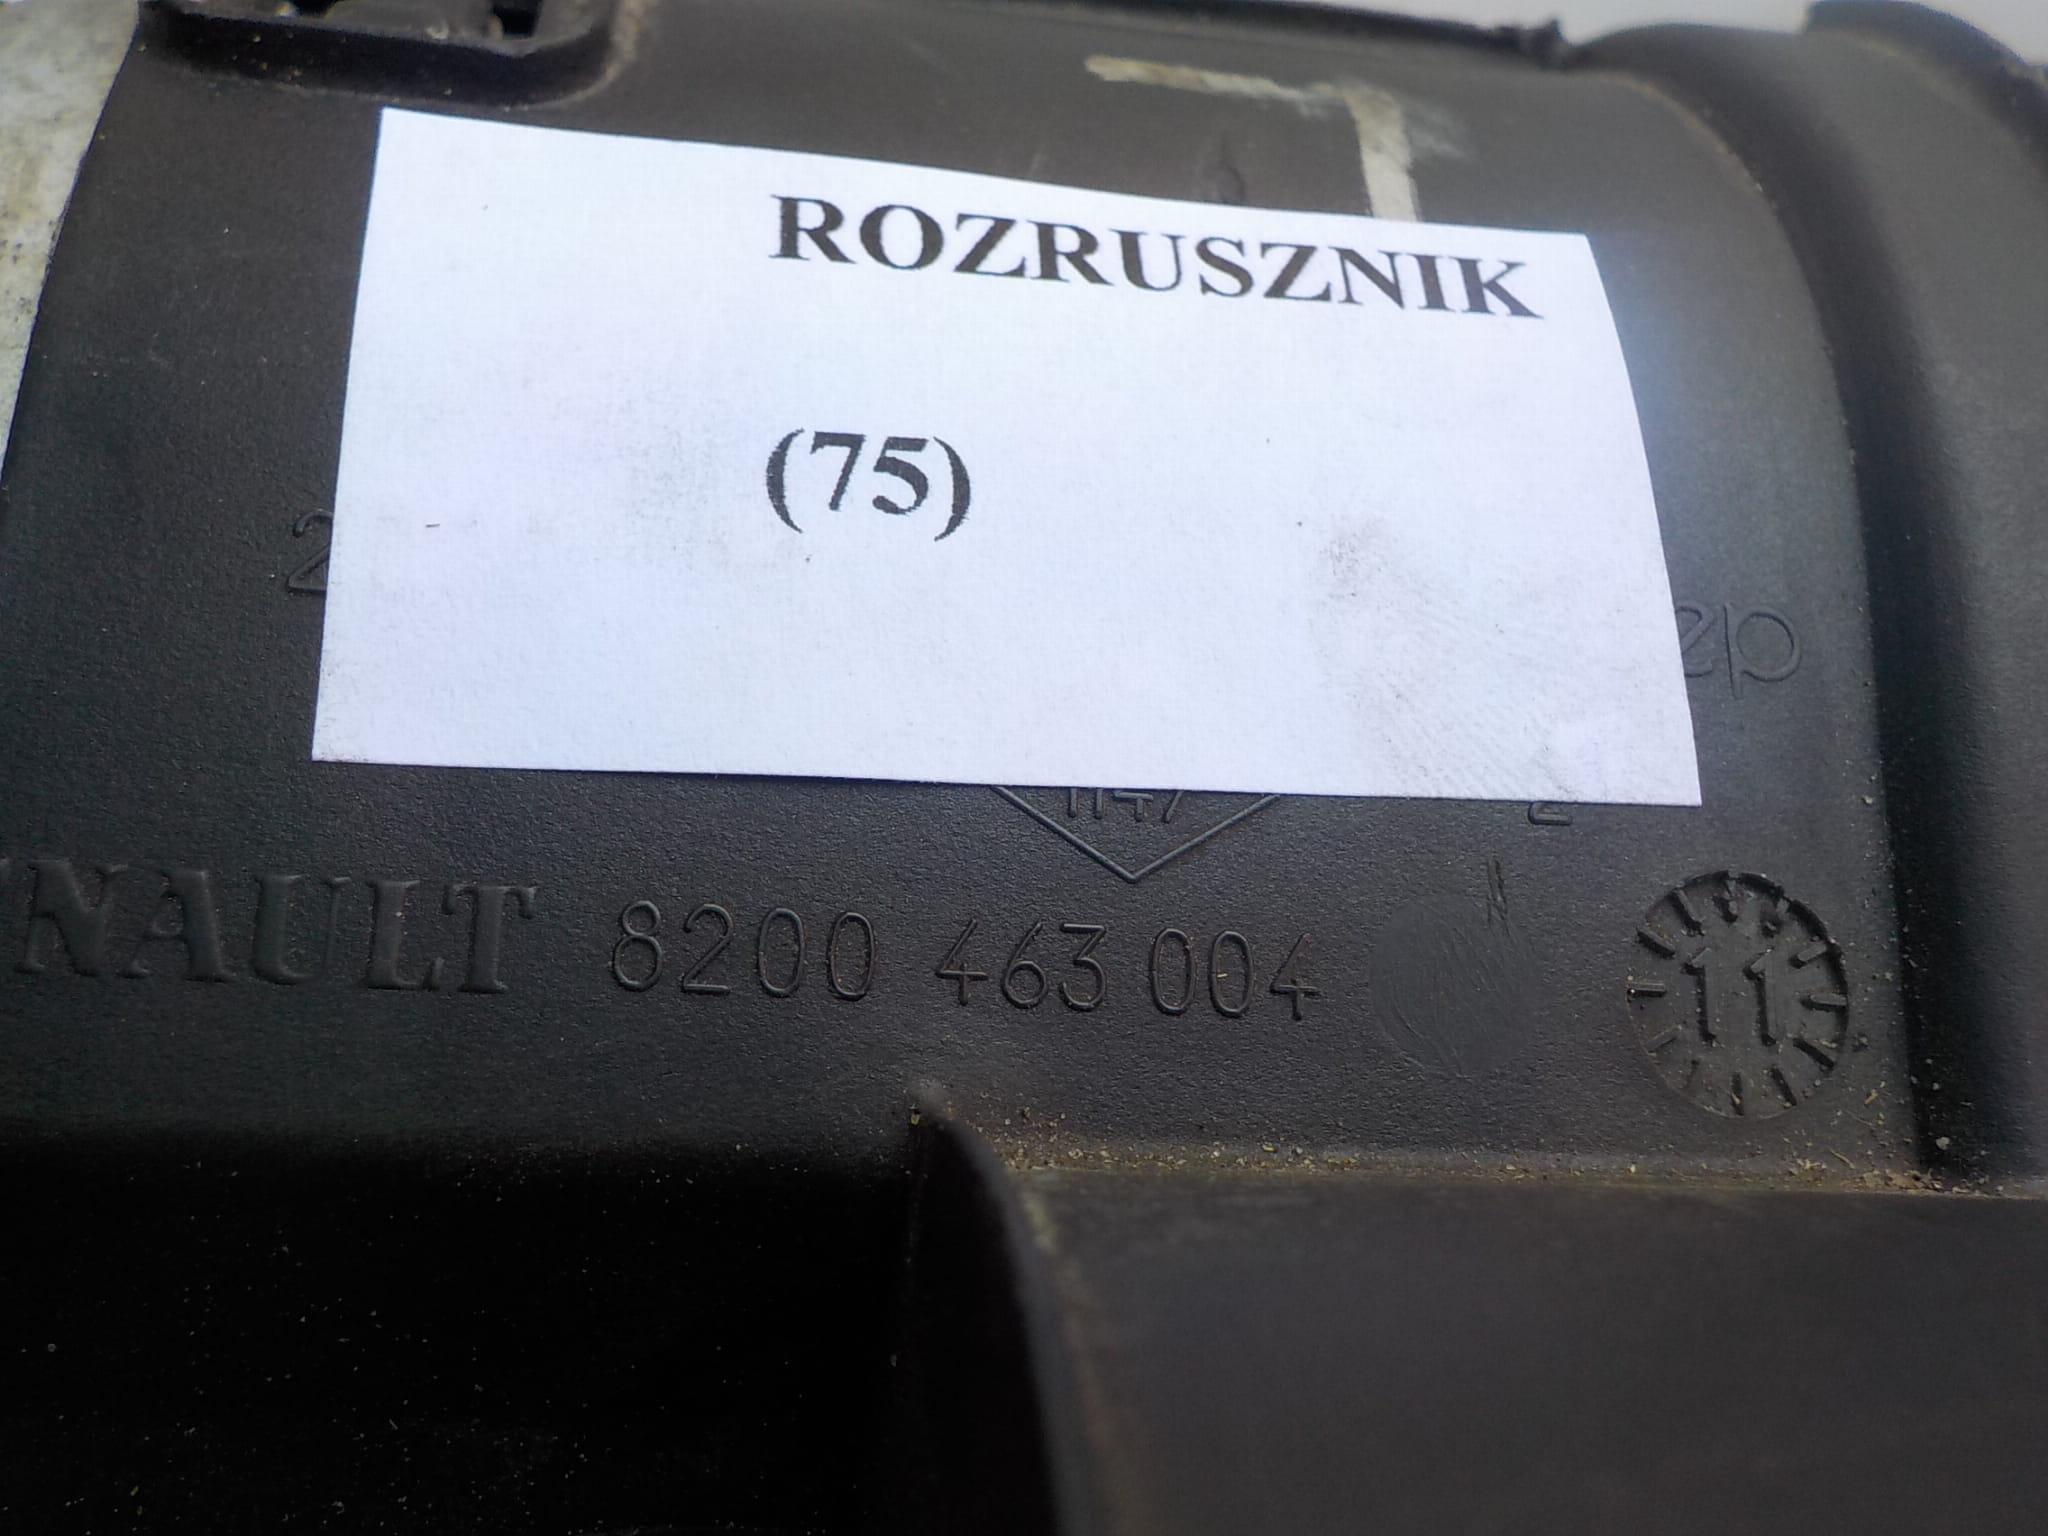 ROZRUSZNIK
(75)
NAULT 8200 463 004
11